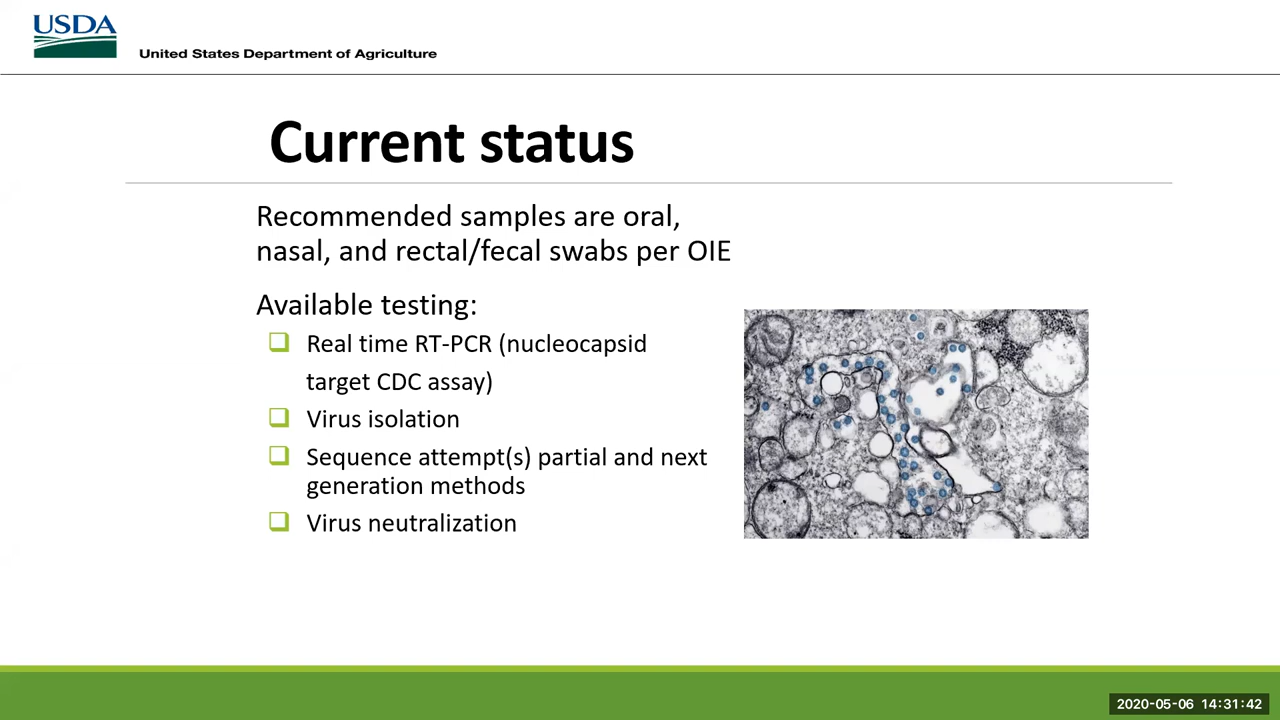 USDA
United States Department of Agriculture
Current status
Recommended samples are oral,
nasal, and rectal/fecal swabs per OIE
Available testing:
Real time RT-PCR (nucleocapsid
target CDC assay)
Virus isolation
Sequence attempt(s) partial and next
generation methods
Virus neutralization
2020-05-06 14:31:42